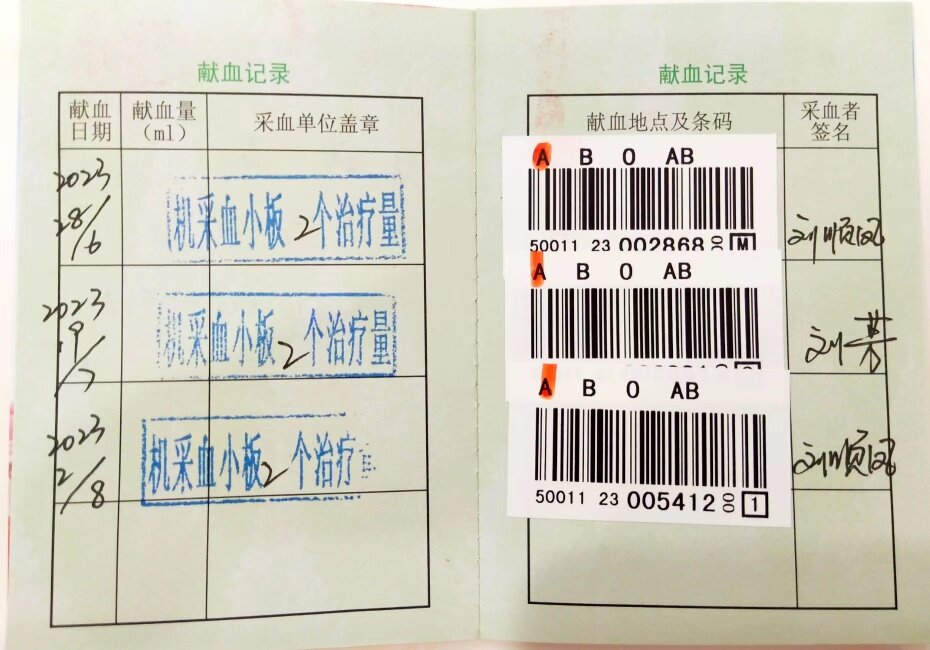 献血记录
献血日期 献血量（ml） 采血单位盖章
2023 28/6 机采血小板 2 个治疗量
2023 19/7 机采血小板 2 个治疗量
2023 2/8 机采血小板 2 个治疗
献血记录
献血地点及条码 采血者签名
A B O AB
50011 23 002868 00 M
刘顺凤
A B O AB
A B O AB
50011 23 005412 00 1
刘顺凤